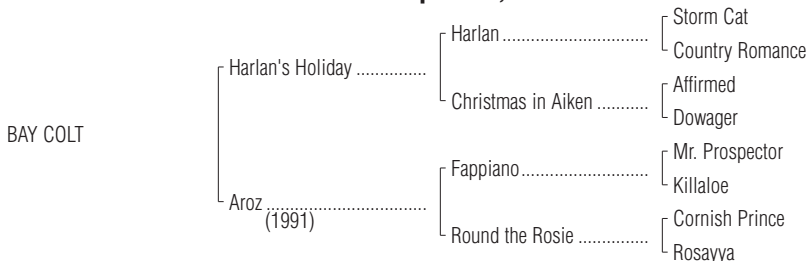 Storm Cat
Harlan
Country Romance
Harlan's Holiday
Affirmed
Christmas in Aiken
Dowager
BAY COLT
Mr. Prospector
Fappiano
Killaloe
Aroz
(1991)
Cornish Prince
Round the Rosie
Rosayya